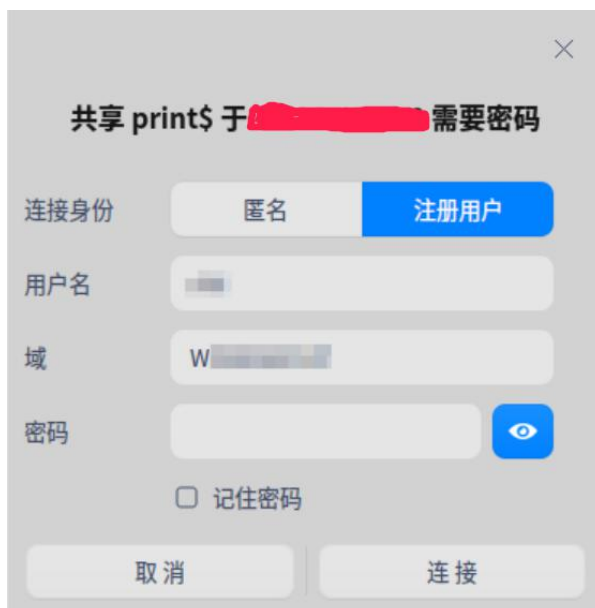 共享 print$ 于 需要密码
连接身份 匿名 注册用户
用户名
域 W
密码
记住密码
取消 连接